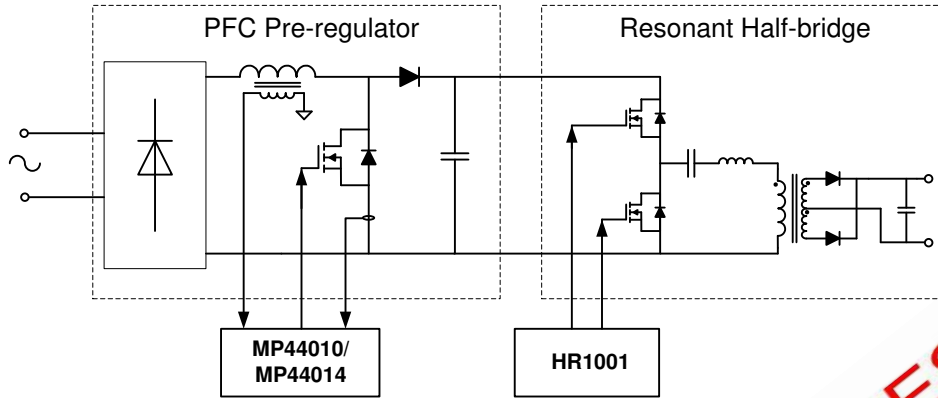 PFC Pre-regulator
Resonant Half-bridge
MP44010/
MP44014
HR1001